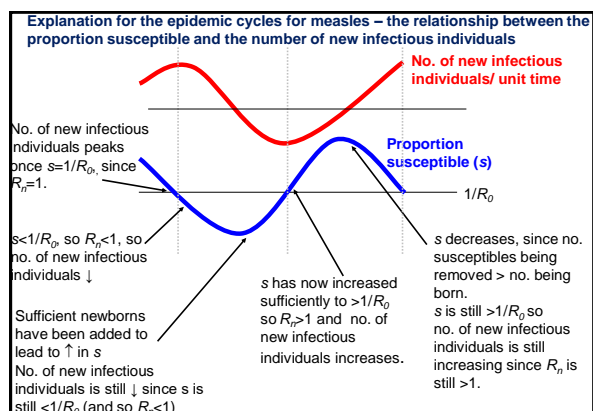 Explanation for the epidemic cycles for measles – the relationship between the
proportion susceptible and the number of new infectious individuals
No. of new infectious
individuals/ unit time
No. of new infectious
individuals peaks
once s=1/R0, since
Rn=1.
Proportion
susceptible (s)
1/R0
s<1/R0, so Rn<1, so
no. of new infectious
individuals ↓
Sufficient newborns
have been added to
lead to ↑ in s
No. of new infectious
individuals is still ↓ since s is
still <1/R0 (and so Rn<1)
s has now increased
sufficiently to >1/R0
so Rn>1 and no. of
new infectious
individuals increases.
s decreases, since no.
susceptibles being
removed > no. being
born.
s is still >1/R0 so
no. of new infectious
individuals is still
increasing since Rn is
still >1.